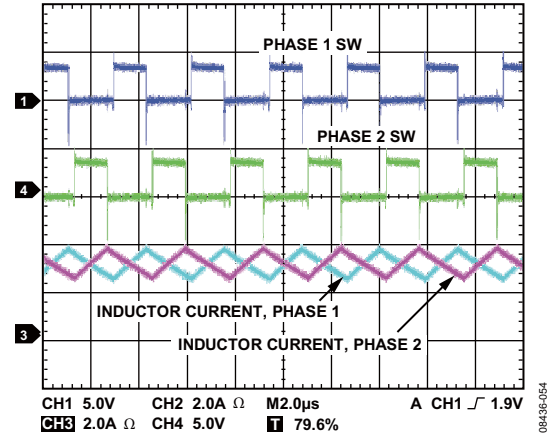 PHASE 1 SW
1
PHASE 2 SW
4
INDUCTOR CURRENT, PHASE 1
INDUCTOR CURRENT, PHASE 2
3
CH1 5.0V CH2 2.0A Ω M2.0µs A CH1 ⎍ 1.9V
CH3 2.0A Ω CH4 5.0V T 79.6%
08436-054